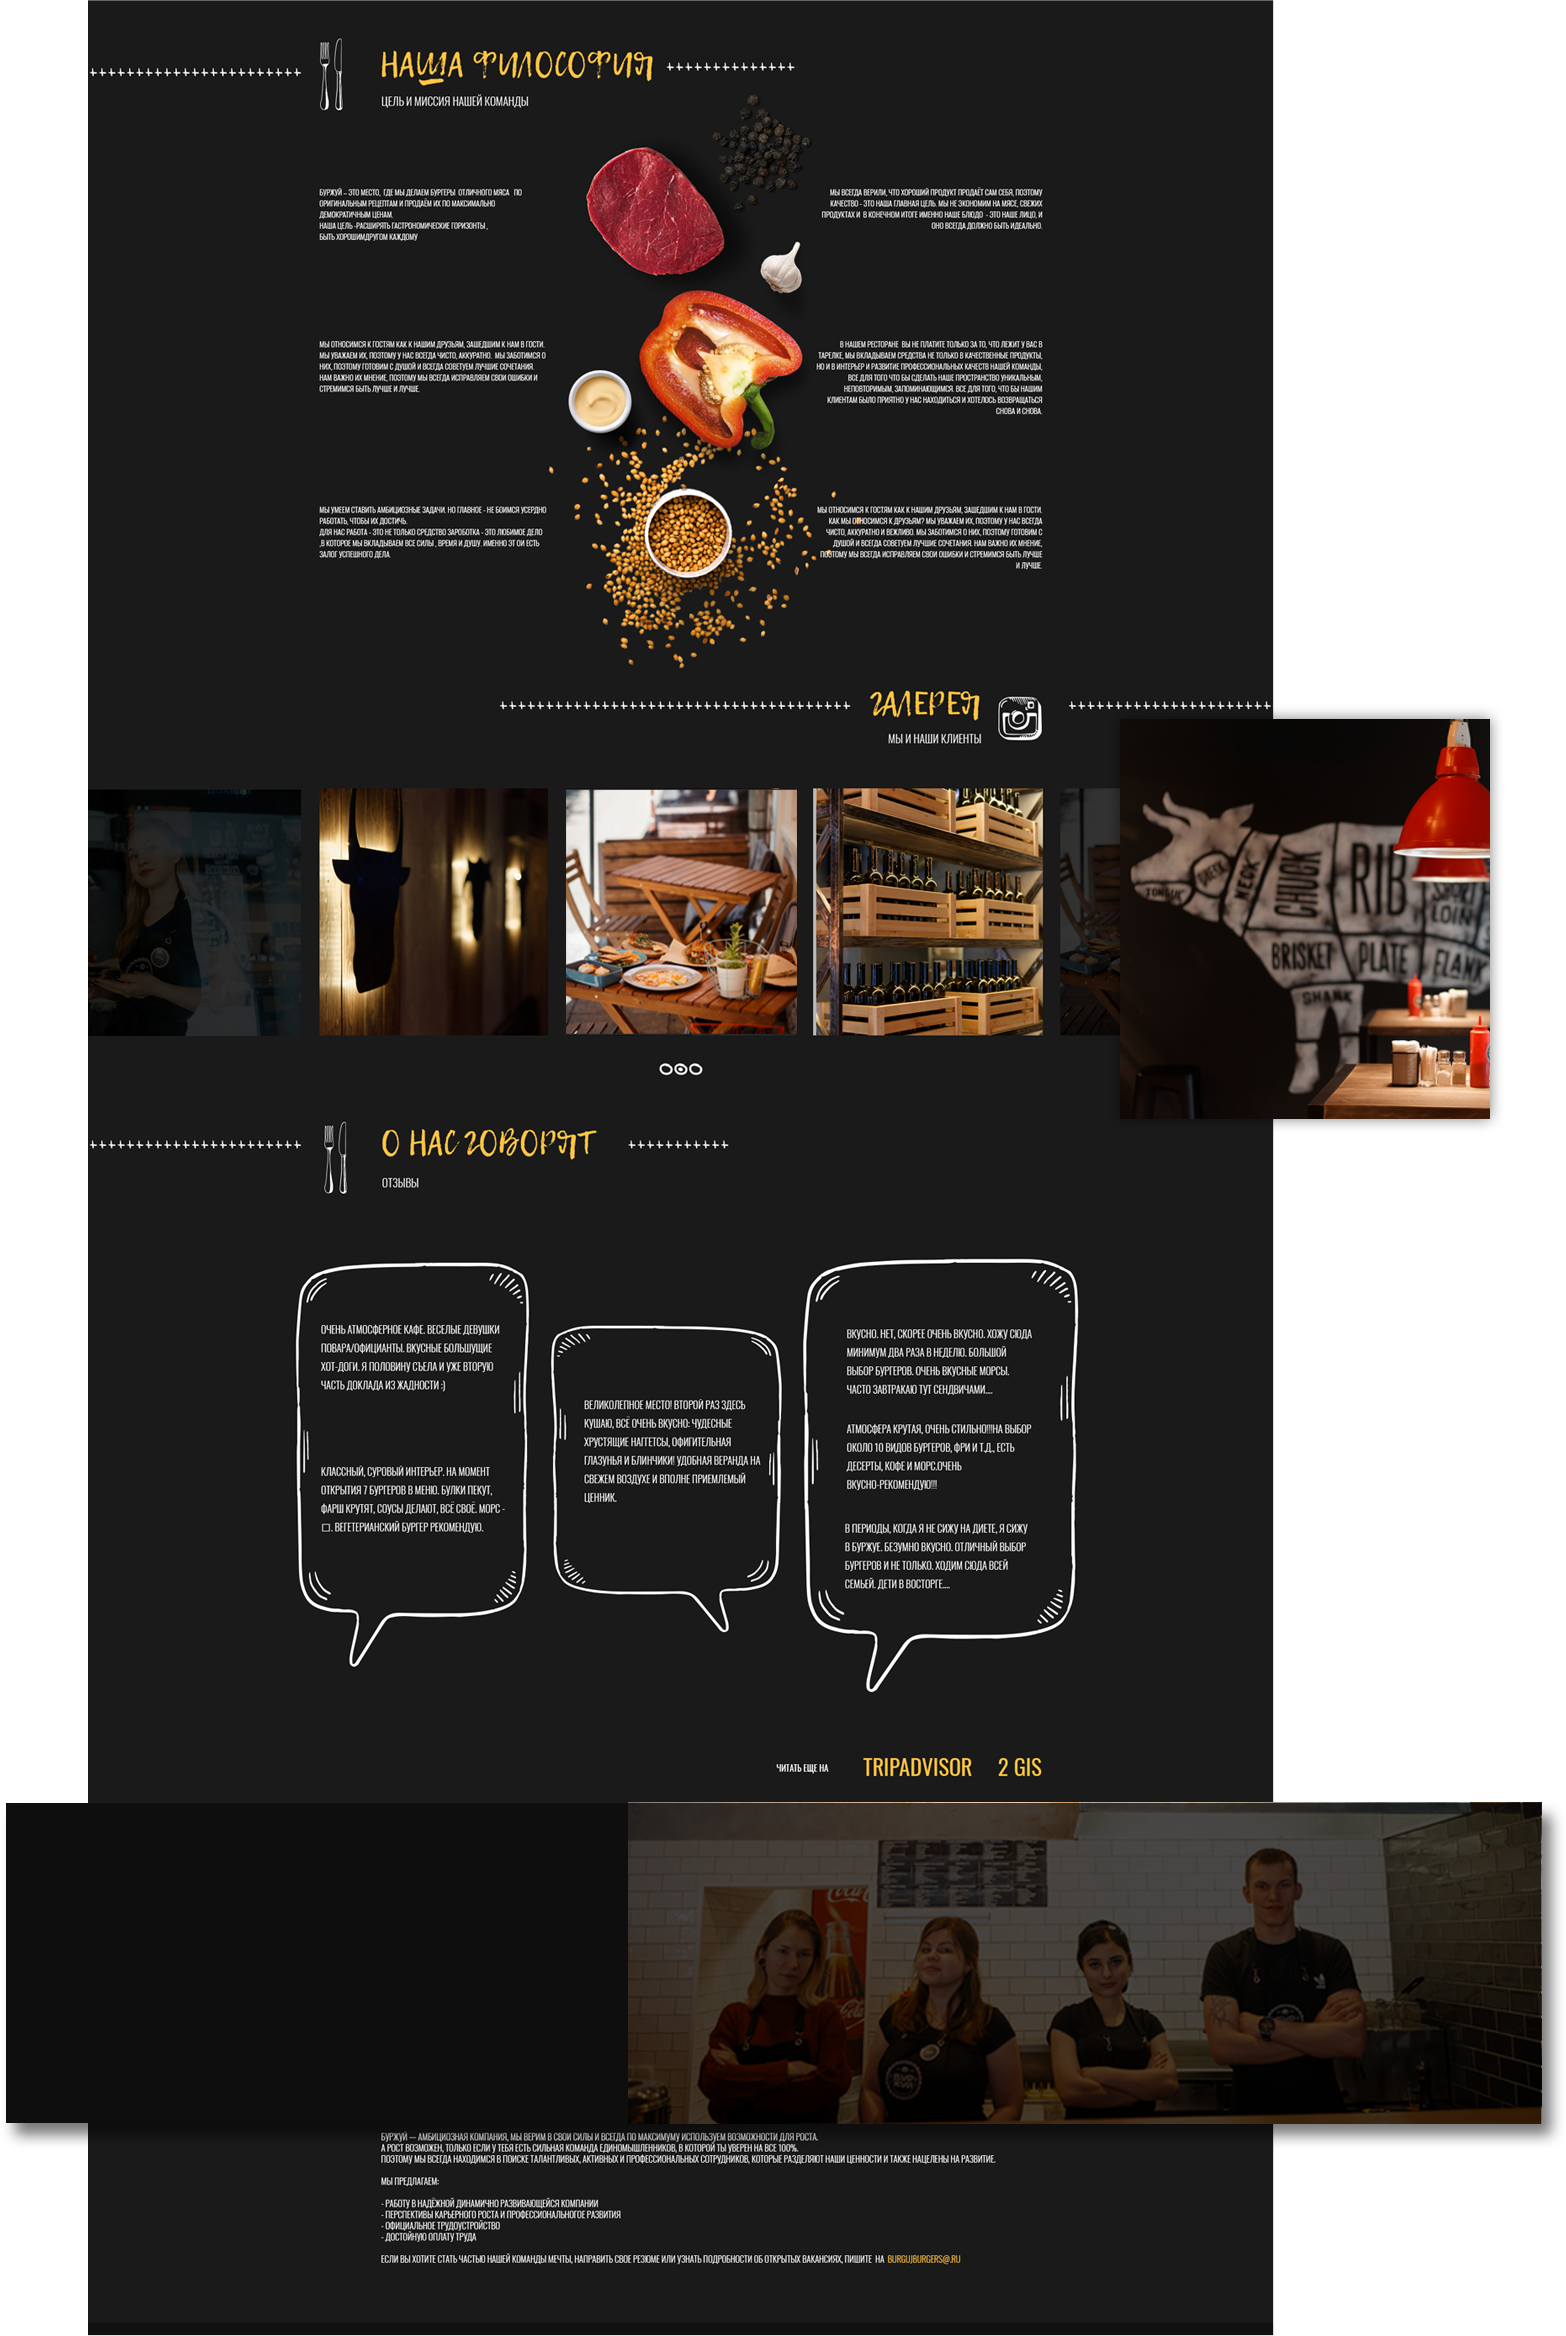 НАША ФИЛОСОФИЯ
ЦЕЛЬ И МИССИЯ НАШЕЙ КОМАНДЫ
БУРЖУЙ – ЭТО МЕСТО, ГДЕ МЫ ДЕЛАЕМ БУРГЕРЫ ОТЛИЧНОГО МЯСА ПО
ОРИГИНАЛЬНЫМ РЕЦЕПТАМ И ПРОДАЁМ ИХ ПО МАКСИМАЛЬНО
ДЕМОКРАТИЧНЫМ ЦЕНАМ.
НАША ЦЕЛЬ -РАСШИРЯТЬ ГАСТРОНОМИЧЕСКИЕ ГОРИЗОНТЫ ,
БЫТЬ ХОРОШИМДРУГОМ КАЖДОМУ
МЫ ВСЕГДА ВЕРИЛИ, ЧТО ХОРОШИЙ ПРОДУКТ ПРОДАЁТ САМ СЕБЯ, ПОЭТОМУ
КАЧЕСТВО - ЭТО НАША ГЛАВНАЯ ЦЕЛЬ. МЫ НЕ ЭКОНОМИМ НА МЯСЕ, СВЕЖИХ
ПРОДУКТАХ И В КОНЕЧНОМ ИТОГЕ ИМЕННО НАШЕ БЛЮДО - ЭТО НАШЕ ЛИЦО, И
ОНО ВСЕГДА ДОЛЖНО БЫТЬ ИДЕАЛЬНО.
МЫ ОТНОСИМСЯ К ГОСТЯМ КАК К НАШИМ ДРУЗЬЯМ, ЗАШЕДШИМ К НАМ В ГОСТИ.
МЫ УВАЖАЕМ ИХ, ПОЭТОМУ У НАС ВСЕГДА ЧИСТО, АККУРАТНО. МЫ ЗАБОТИМСЯ О
НИХ, ПОЭТОМУ ГОТОВИМ С ДУШОЙ И ВСЕГДА СОВЕТУЕМ ЛУЧШИЕ СОЧЕТАНИЯ.
НАМ ВАЖНО ИХ МНЕНИЕ, ПОЭТОМУ МЫ ВСЕГДА ИСПРАВЛЯЕМ СВОИ ОШИБКИ И
СТРЕМИМСЯ БЫТЬ ЛУЧШЕ И ЛУЧШЕ.
В НАШЕМ РЕСТОРАНЕ ВЫ НЕ ПЛАТИТЕ ТОЛЬКО ЗА ТО, ЧТО ЛЕЖИТ У ВАС В
ТАРЕЛКЕ, МЫ ВКЛАДЫВАЕМ СРЕДСТВА НЕ ТОЛЬКО В КАЧЕСТВЕННЫЕ ПРОДУКТЫ,
НО И В ИНТЕРЬЕР И РАЗВИТИЕ ПРОФЕССИОНАЛЬНЫХ КАЧЕСТВ НАШЕЙ КОМАНДЫ,
ВСЕ ДЛЯ ТОГО ЧТО БЫ СДЕЛАТЬ НАШЕ ПРОСТРАНСТВО УНИКАЛЬНЫМ,
НЕПОВТОРИМЫМ, ЗАПОМИНАЮЩИМСЯ. ВСЕ ДЛЯ ТОГО, ЧТО БЫ НАШИМ
КЛИЕНТАМ БЫЛО ПРИЯТНО У НАС НАХОДИТЬСЯ И ХОТЕЛОСЬ ВОЗВРАЩАТЬСЯ
СНОВА И СНОВА.
МЫ УМЕЕМ СТАВИТЬ АМБИЦИОЗНЫЕ ЗАДАЧИ. НО ГЛАВНОЕ - НЕ БОИМСЯ УСЕРДНО
РАБОТАТЬ, ЧТОБЫ ИХ ДОСТИЧЬ.
ДЛЯ НАС РАБОТА - ЭТО НЕ ТОЛЬКО СРЕДСТВО ЗАРОБОТКА - ЭТО ЛЮБИМОЕ ДЕЛО
,В КОТОРОЕ МЫ ВКЛАДЫВАЕМ ВСЕ СИЛЫ , ВРЕМЯ И ДУШУ. ИМЕННО ЭТ ОИ ЕСТЬ
ЗАЛОГ УСПЕШНОГО ДЕЛА.
МЫ ОТНОСИМСЯ К ГОСТЯМ КАК К НАШИМ ДРУЗЬЯМ, ЗАШЕДШИМ К НАМ В ГОСТИ.
КАК МЫ ОТНОСИМСЯ К ДРУЗЬЯМ? МЫ УВАЖАЕМ ИХ, ПОЭТОМУ У НАС ВСЕГДА
ЧИСТО, АККУРАТНО И ВЕЖЛИВО. МЫ ЗАБОТИМСЯ О НИХ, ПОЭТОМУ ГОТОВИМ С
ДУШОЙ И ВСЕГДА СОВЕТУЕМ ЛУЧШИЕ СОЧЕТАНИЯ. НАМ ВАЖНО ИХ МНЕНИЕ,
ПОЭТОМУ МЫ ВСЕГДА ИСПРАВЛЯЕМ СВОИ ОШИБКИ И СТРЕМИМСЯ БЫТЬ ЛУЧШЕ
И ЛУЧШЕ.
ГАЛЕРЕЯ
МЫ И НАШИ КЛИЕНТЫ
TONGUE
CHEEK
NECK
CHUCK
RIB
LOIN
BRISKET
PLATE
FLANK
SHANK
О НАС ГОВОРЯТ
ОТЗЫВЫ
ОЧЕНЬ АТМОСФЕРНОЕ КАФЕ. ВЕСЕЛЫЕ ДЕВУШКИ
ПОВАРА/ОФИЦИАНТЫ. ВКУСНЫЕ БОЛЬШУЩИЕ
ХОТ-ДОГИ. Я ПОЛОВИНУ СЪЕЛА И УЖЕ ВТОРУЮ
ЧАСТЬ ДОКЛАДА ИЗ ЖАДНОСТИ :)
КЛАССНЫЙ, СУРОВЫЙ ИНТЕРЬЕР. НА МОМЕНТ
ОТКРЫТИЯ 7 БУРГЕРОВ В МЕНЮ. БУЛКИ ПЕКУТ,
ФАРШ КРУТЯТ, СОУСЫ ДЕЛАЮТ, ВСЁ СВОЁ. МОРС -
□. ВЕГЕТЕРИАНСКИЙ БУРГЕР РЕКОМЕНДУЮ.
ВЕЛИКОЛЕПНОЕ МЕСТО! ВТОРОЙ РАЗ ЗДЕСЬ
КУШАЮ, ВСЁ ОЧЕНЬ ВКУСНО: ЧУДЕСНЫЕ
ХРУСТЯЩИЕ НАГГЕТСЫ, ОФИГИТЕЛЬНАЯ
ГЛАЗУНЬЯ И БЛИНЧИКИ! УДОБНАЯ ВЕРАНДА НА
СВЕЖЕМ ВОЗДУХЕ И ВПОЛНЕ ПРИЕМЛЕМЫЙ
ЦЕННИК.
ВКУСНО. НЕТ, СКОРЕЕ ОЧЕНЬ ВКУСНО. ХОЖУ СЮДА
МИНИМУМ ДВА РАЗА В НЕДЕЛЮ. БОЛЬШОЙ
ВЫБОР БУРГЕРОВ. ОЧЕНЬ ВКУСНЫЕ МОРСЫ.
ЧАСТО ЗАВТРАКАЮ ТУТ СЕНДВИЧАМИ....
АТМОСФЕРА КРУТАЯ, ОЧЕНЬ СТИЛЬНО!!!НА ВЫБОР
ОКОЛО 10 ВИДОВ БУРГЕРОВ, ФРИ И Т.Д., ЕСТЬ
ДЕСЕРТЫ, КОФЕ И МОРС.ОЧЕНЬ
ВКУСНО-РЕКОМЕНДУЮ!!!
В ПЕРИОДЫ, КОГДА Я НЕ СИЖУ НА ДИЕТЕ, Я СИЖУ
В БУРЖУЕ. БЕЗУМНО ВКУСНО. ОТЛИЧНЫЙ ВЫБОР
БУРГЕРОВ И НЕ ТОЛЬКО. ХОДИМ СЮДА ВСЕЙ
СЕМЬЕЙ. ДЕТИ В ВОСТОРГЕ....
ЧИТАТЬ ЕЩЕ НА TRIPADVISOR 2 GIS
БУРЖУЙ — АМБИЦИОЗНАЯ КОМПАНИЯ, МЫ ВЕРИМ В СВОИ СИЛЫ И ВСЕГДА ПО МАКСИМУМУ ИСПОЛЬЗУЕМ ВОЗМОЖНОСТИ ДЛЯ РОСТА.
А РОСТ ВОЗМОЖЕН, ТОЛЬКО ЕСЛИ У ТЕБЯ ЕСТЬ СИЛЬНАЯ КОМАНДА ЕДИНОМЫШЛЕННИКОВ, В КОТОРОЙ ТЫ УВЕРЕН НА ВСЕ 100%.
ПОЭТОМУ МЫ ВСЕГДА НАХОДИМСЯ В ПОИСКЕ ТАЛАНТЛИВЫХ, АКТИВНЫХ И ПРОФЕССИОНАЛЬНЫХ СОТРУДНИКОВ, КОТОРЫЕ РАЗДЕЛЯЮТ НАШИ ЦЕННОСТИ И ТАКЖЕ НАЦЕЛЕНЫ НА РАЗВИТИЕ.
МЫ ПРЕДЛАГАЕМ:
- РАБОТУ В НАДЁЖНОЙ ДИНАМИЧНО РАЗВИВАЮЩЕЙСЯ КОМПАНИИ
- ПЕРСПЕКТИВЫ КАРЬЕРНОГО РОСТА И ПРОФЕССИОНАЛЬНОГОЕ РАЗВИТИЯ
- ОФИЦИАЛЬНОЕ ТРУДОУСТРОЙСТВО
- ДОСТОЙНУЮ ОПЛАТУ ТРУДА
ЕСЛИ ВЫ ХОТИТЕ СТАТЬ ЧАСТЬЮ НАШЕЙ КОМАНДЫ МЕЧТЫ, НАПРАВИТЬ СВОЕ РЕЗЮМЕ ИЛИ УЗНАТЬ ПОДРОБНОСТИ ОБ ОТКРЫТЫХ ВАКАНСИЯХ, ПИШИТЕ НА BURGUJBURGERS@.RU